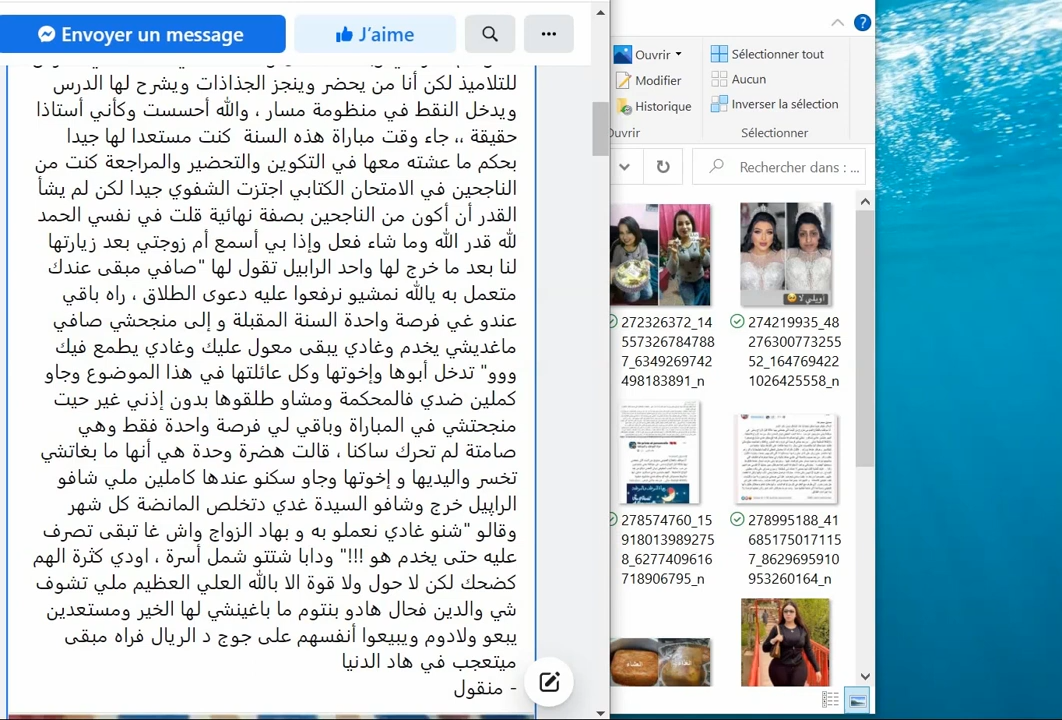 Envoyer un message
J'aime
للتلاميذ لكن أنا من يحضر وينجز الجذاذات ويشرح لها الدرس
ويدخل النقط في منظومة مسار ، والله أحسست وكأني أستاذا
حقيقة ،، جاء وقت مباراة هذه السنة كنت مستعدا لها جيدا
بحكم ما عشته معها في التكوين والتحضير والمراجعة كنت من
الناجحين في الامتحان الكتابي اجتزت الشفوي جيدا لكن لم يشأ
القدر أن أكون من الناجحين بصفة نهائية قلت في نفسي الحمد
لله قدر الله وما شاء فعل وإذا بي أسمع أم زوجتي بعد زيارتها
لنا بعد ما خرج لها واحد الرابيل تقول لها "صافي مبقى عندك
متعمل به يالله نمشيو نرفعوا عليه دعوى الطلاق ، راه باقي
عندو غي فرصة واحدة السنة المقبلة و إلى منجحشي صافي
ماغديشي يخدم وغادي يبقى معول عليك وغادي يطمع فيك
ووو" تدخل أبوها وإخوتها وكل عائلتها في هذا الموضوع وجاو
كملين ضدي فالمحكمة ومشاو طلقوها بدون إذني غير حيت
منجحتشي في المباراة وباقي لي فرصة واحدة فقط وهي
صامتة لم تحرك ساكنا ، قالت هضرة وحدة هي أنها ما بغاتشي
تخسر واليديها و إخوتها وجاو سكنو عندها كاملين ملي شافو
الراپيل خرج وشافو السيدة غدي دتخلص المانضة كل شهر
وقالو "شنو غادي نعملو به و بهاد الزواج واش غا تبقى تصرف
عليه حتى يخدم هو !!!" ودابا شتتو شمل أسرة ، اودي كثرة الهم
كضحك لكن لا حول ولا قوة الا بالله العلي العظيم ملي تشوف
شي والدين فحال هادو بنتوم ما باغينشي لها الخير ومستعدين
يبعو ولادوم ويبيعوا أنفسهم على جوج د الريال فراه مبقى
ميتعجب في هاد الدنيا
- منقول
Ouvrir
Modifier
Historique
Ouvrir
Sélectionner tout
Aucun
Inverser la sélection
Sélectionner
Rechercher dans : ...
اويلي لا
272326372_14
557326784788
7_6349269742
498183891_n
274219935_48
276300773255
52_164769422
1026425558_n
278574760_15
918013989275
8_6277409616
718906795_n
278995188_41
685175017115
7_8629695910
953260164_n